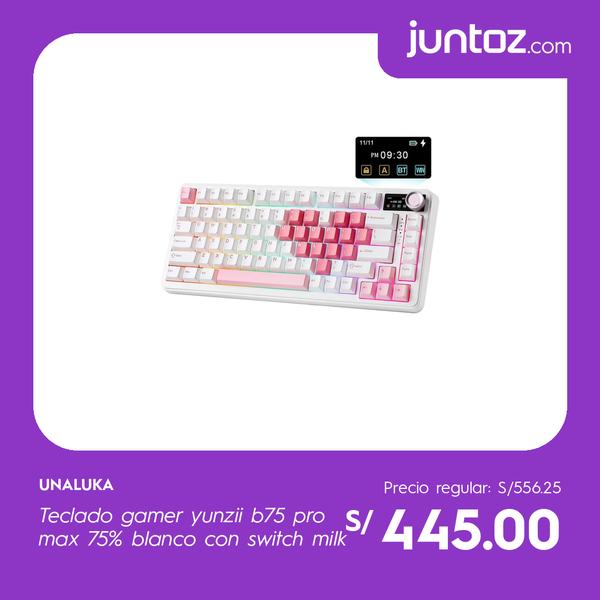 juntoz.com
11/11
PM 09:30
A BT WN
UNALUKA
Precio regular: S/556.25
Teclado gamer yunzii b75 pro
max 75% blanco con switch milk
S/ 445.00